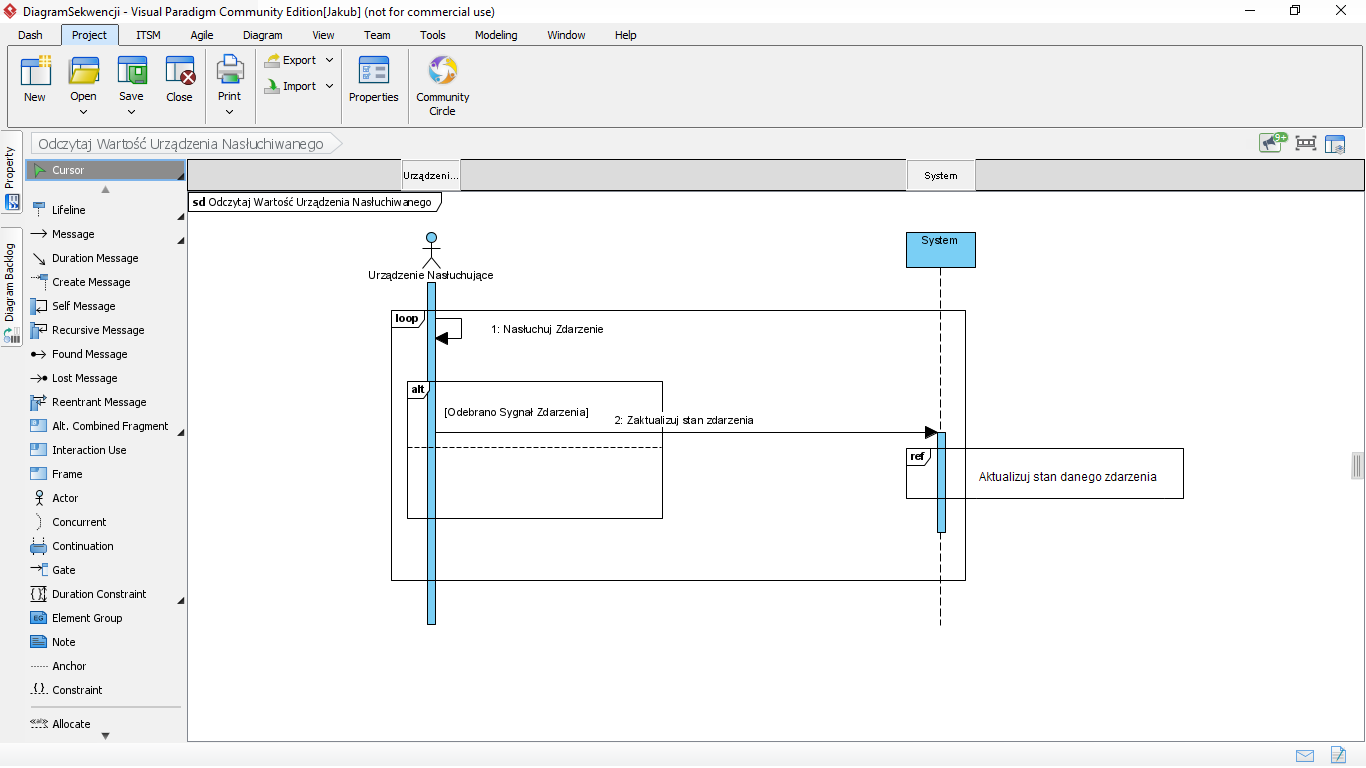 DiagramSekwencji - Visual Paradigm Community Edition[Jakub] (not for commercial use)
Dash Project ITSM Agile Diagram View Team Tools Modeling Window Help
New Open Save Close Print Export Import Properties Community Circle
Property
Diagram Backlog
Odczytaj Wartość Urządzenia Nasłuchiwanego
9+
Cursor
Lifeline
Message
Duration Message
Create Message
Self Message
Recursive Message
Found Message
Lost Message
Reentrant Message
Alt. Combined Fragment
Interaction Use
Frame
Actor
Concurrent
Continuation
Gate
Duration Constraint
EG Element Group
Note
Anchor
Constraint
Allocate
Urządzeni... System
sd Odczytaj Wartość Urządzenia Nasłuchiwanego
System
Urządzenie Nasłuchujące
loop
1: Nasłuchuj Zdarzenie
alt
[Odebrano Sygnał Zdarzenia]
2: Zaktualizuj stan zdarzenia
ref
Aktualizuj stan danego zdarzenia